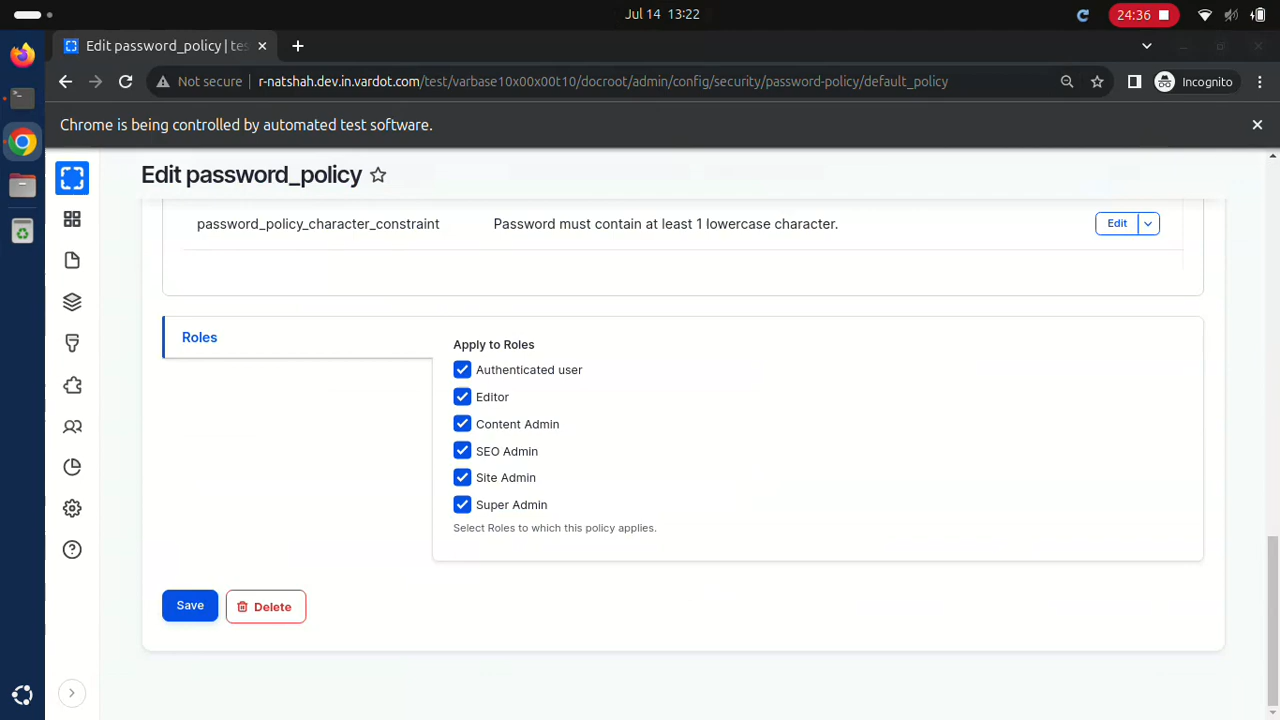 Jul 14 13:22
24:36
Edit password_policy | tes
Not secure r-natshah.dev.in.vardot.com/test/varbase10x00x00t10/docroot/admin/config/security/password-policy/default_policy
Incognito
Chrome is being controlled by automated test software.
Edit password_policy
password_policy_character_constraint Password must contain at least 1 lowercase character. Edit
Roles
Apply to Roles
Authenticated user
Editor
Content Admin
SEO Admin
Site Admin
Super Admin
Select Roles to which this policy applies.
Save Delete